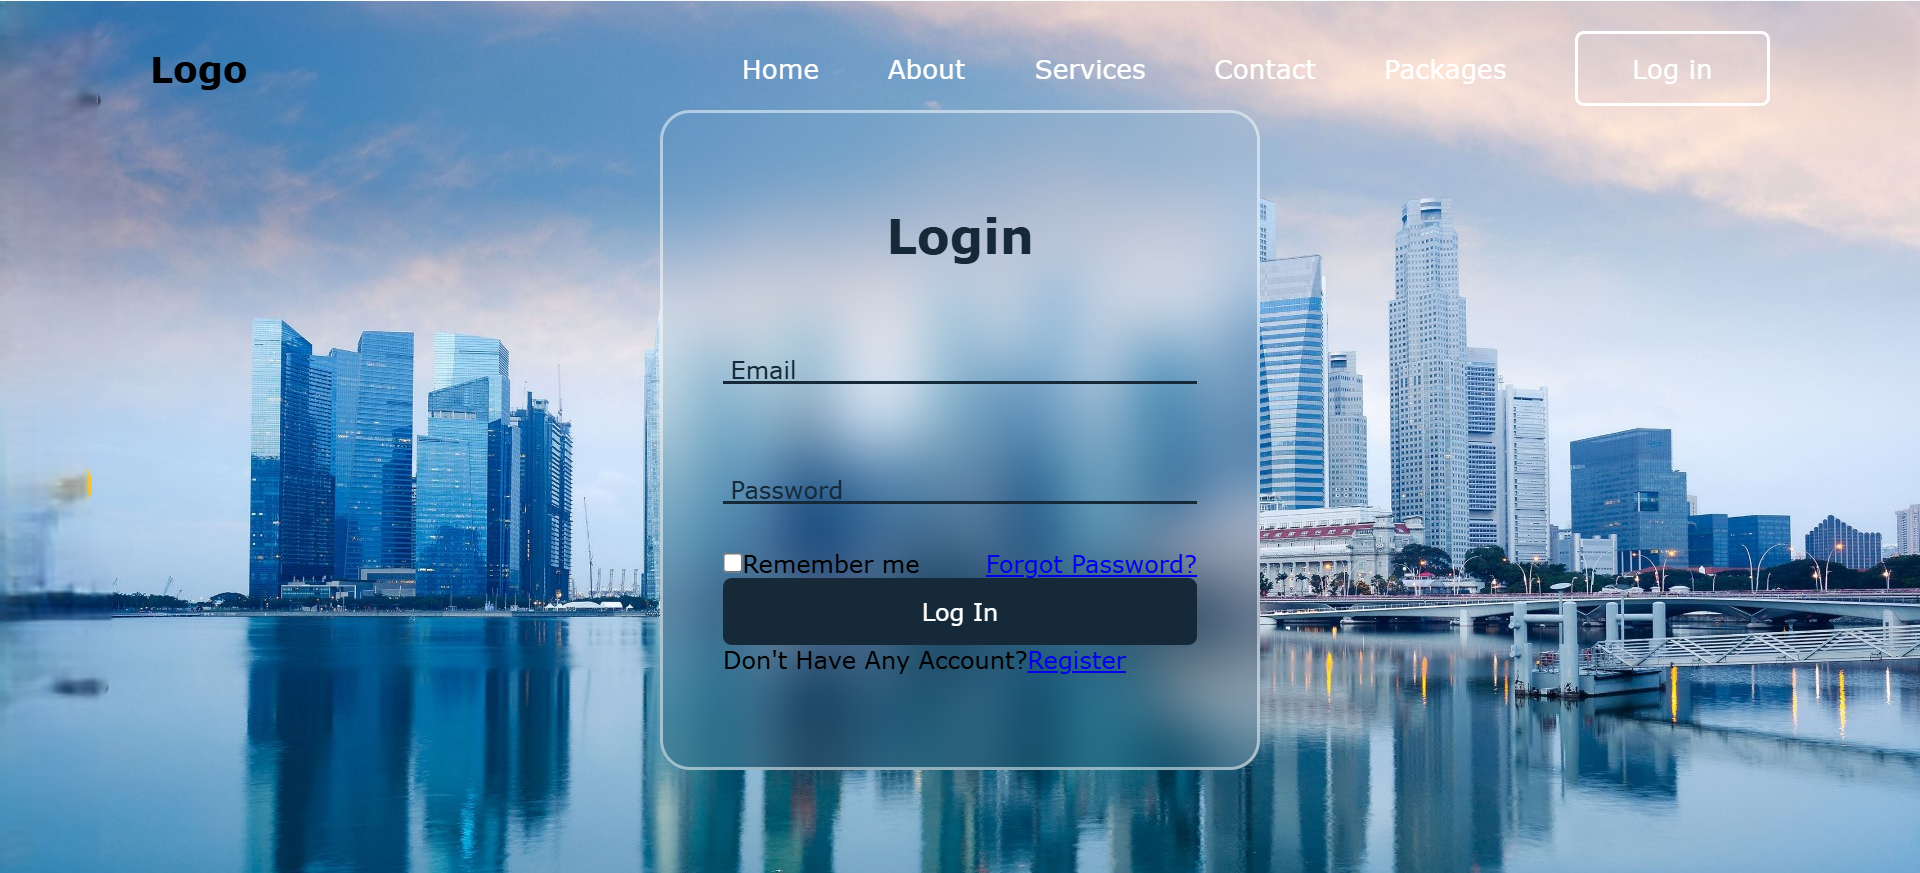 Logo Home About Services Contact Packages Log in
Login
Email
Password
Remember me Forgot Password?
Log In
Don't Have Any Account?Register